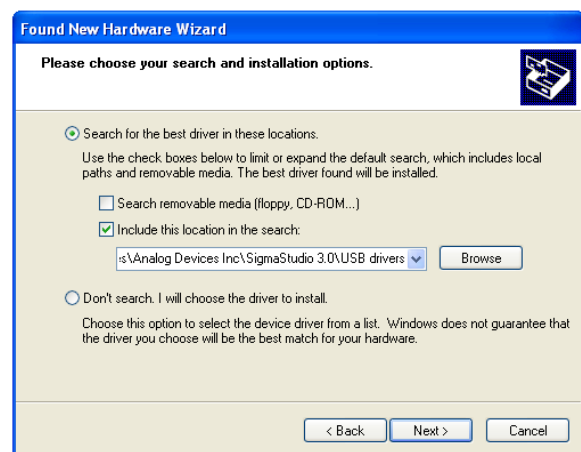 Found New Hardware Wizard
Please choose your search and installation options.
Search for the best driver in these locations.
Use the check boxes below to limit or expand the default search, which includes local
paths and removable media. The best driver found will be installed.
Search removable media (floppy, CD-ROM...)
Include this location in the search:
:s\Analog Devices Inc\SigmaStudio 3.0\USB drivers
Browse
Don't search. I will choose the driver to install.
Choose this option to select the device driver from a list. Windows does not guarantee that
the driver you choose will be the best match for your hardware.
< Back
Next >
Cancel